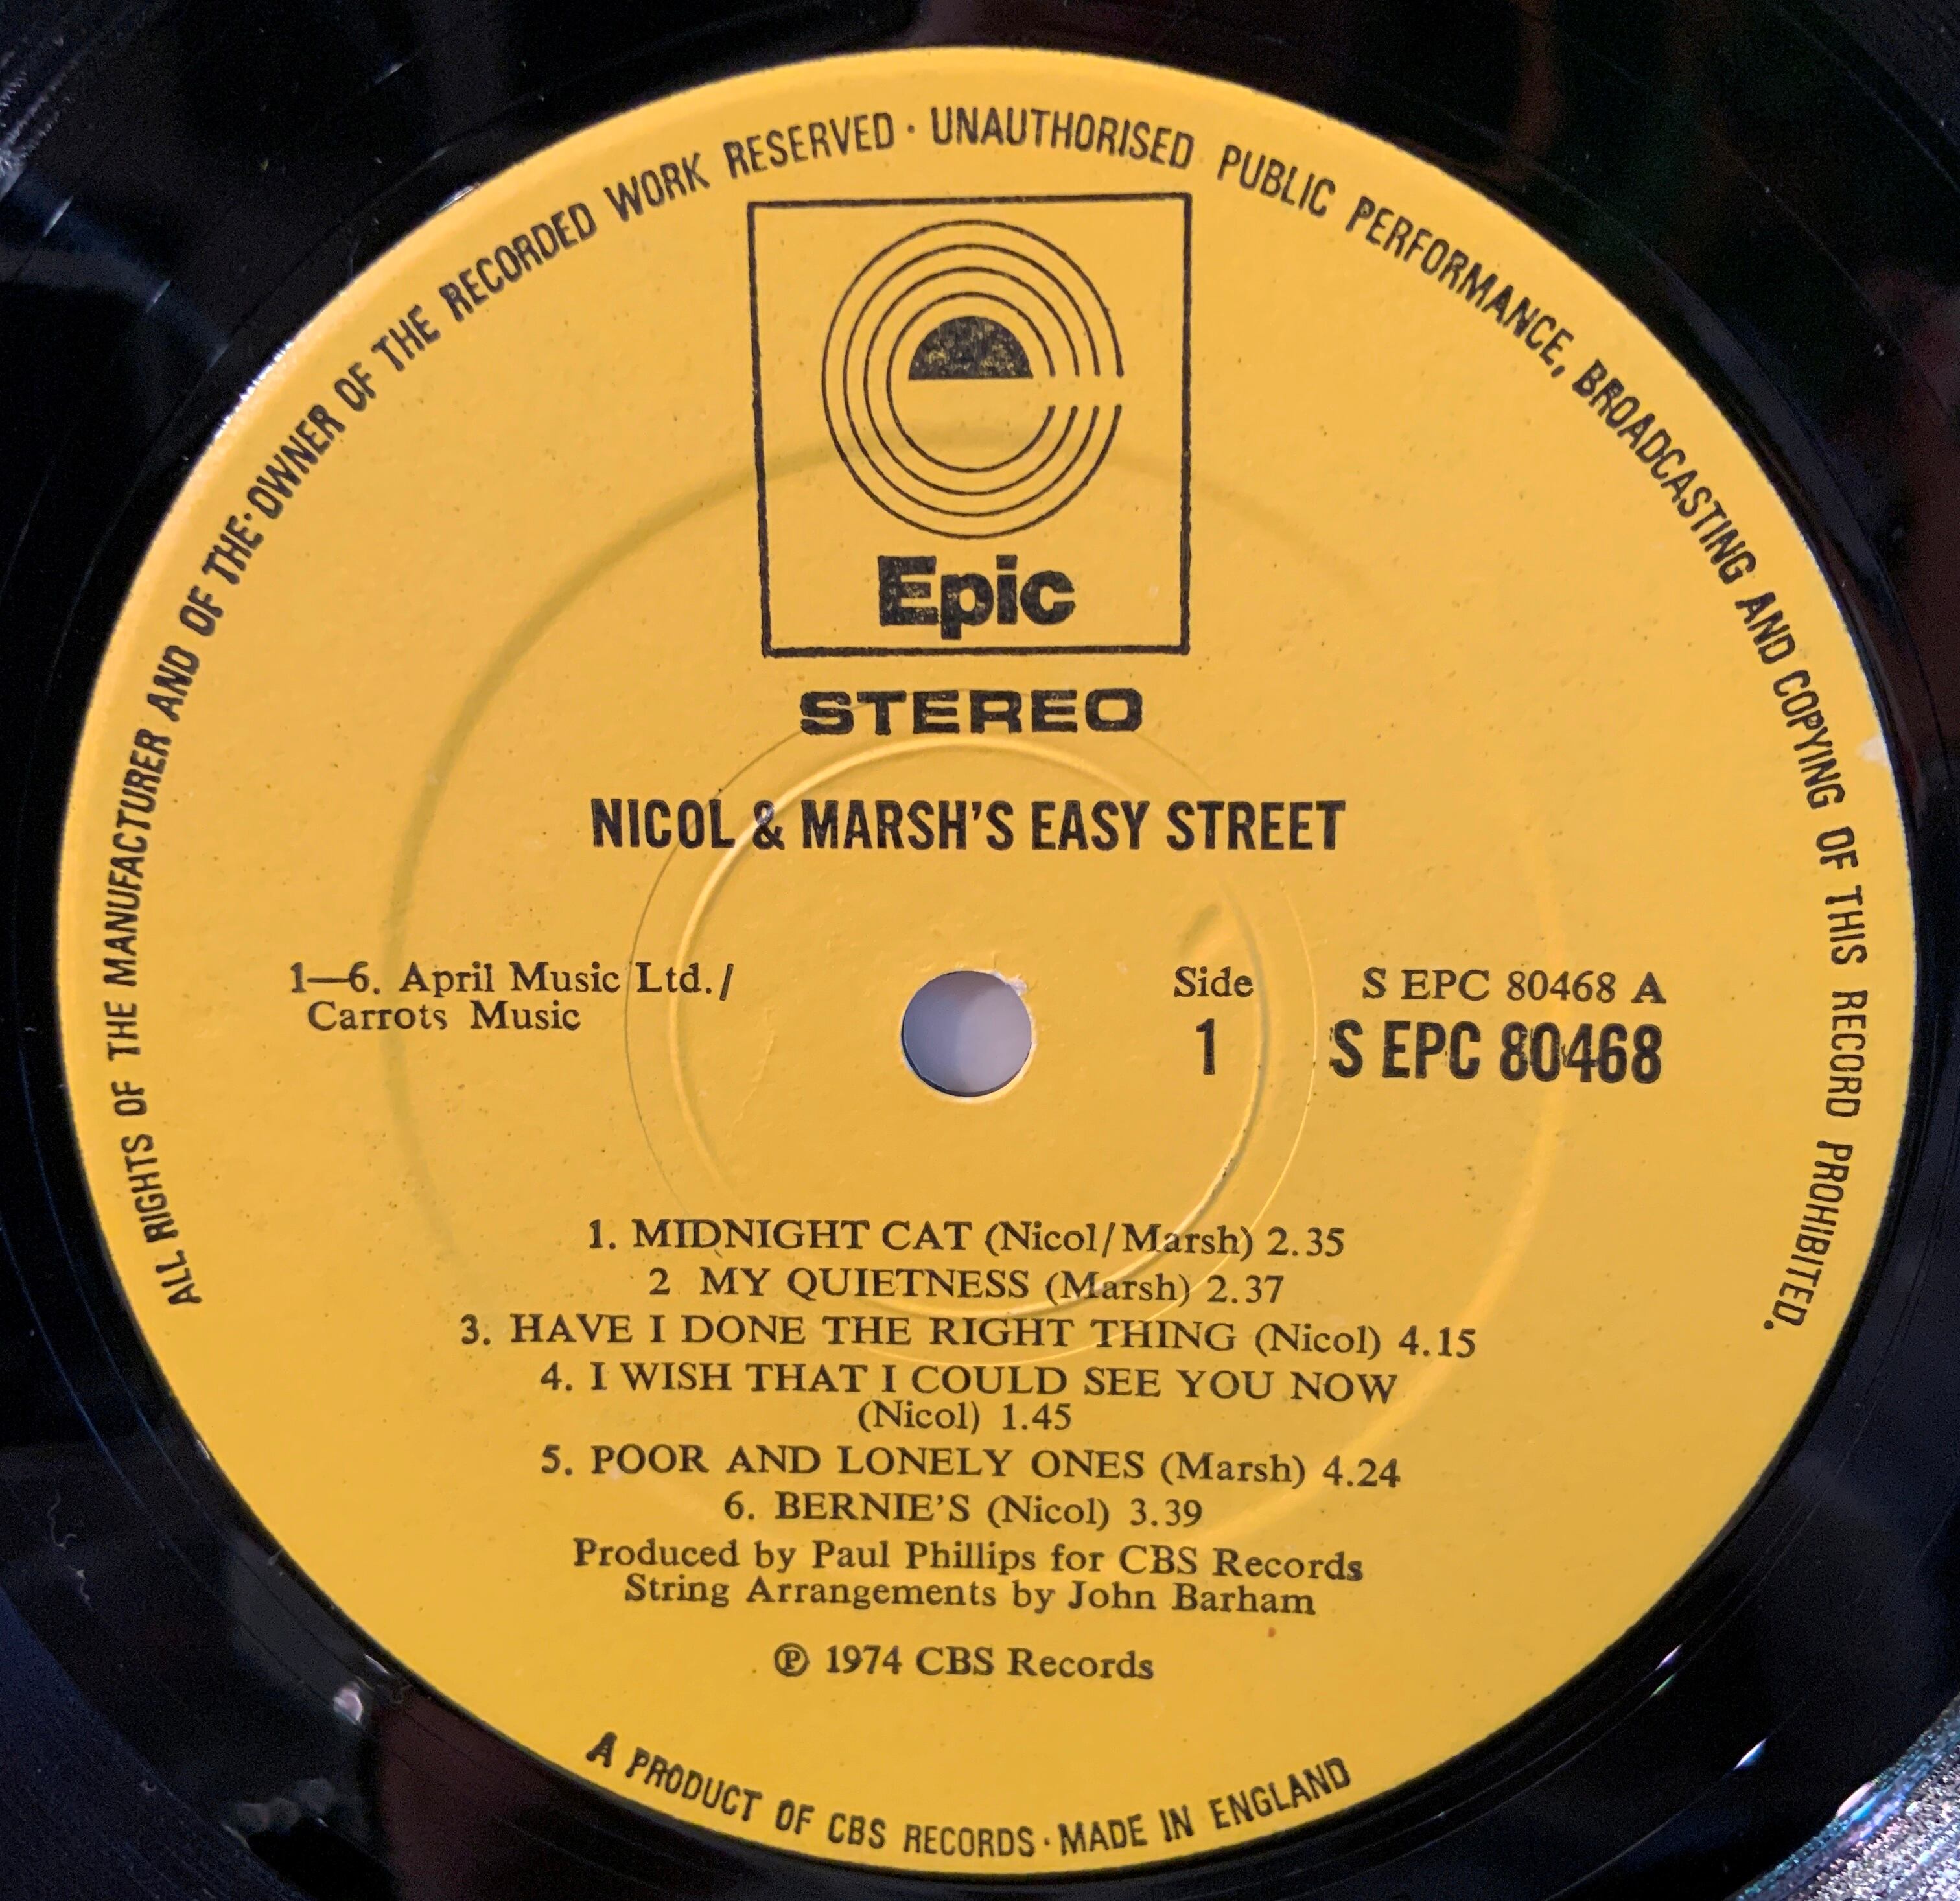 ALL RIGHTS OF THE MANUFACTURER AND OF THE OWNER OF THE RECORDED WORK RESERVED · UNAUTHORISED PUBLIC PERFORMANCE, BROADCASTING AND COPYING OF THIS RECORD PROHIBITED.
Epic
STEREO
NICOL & MARSH'S EASY STREET
1—6. April Music Ltd./
Carrots Music
Side
1
S EPC 80468 A
S EPC 80468
1. MIDNIGHT CAT (Nicol/Marsh) 2.35
2 MY QUIETNESS (Marsh) 2.37
3. HAVE I DONE THE RIGHT THING (Nicol) 4.15
4. I WISH THAT I COULD SEE YOU NOW
(Nicol) 1.45
5. POOR AND LONELY ONES (Marsh) 4.24
6. BERNIE'S (Nicol) 3.39
Produced by Paul Phillips for CBS Records
String Arrangements by John Barham
℗ 1974 CBS Records
A PRODUCT OF CBS RECORDS · MADE IN ENGLAND